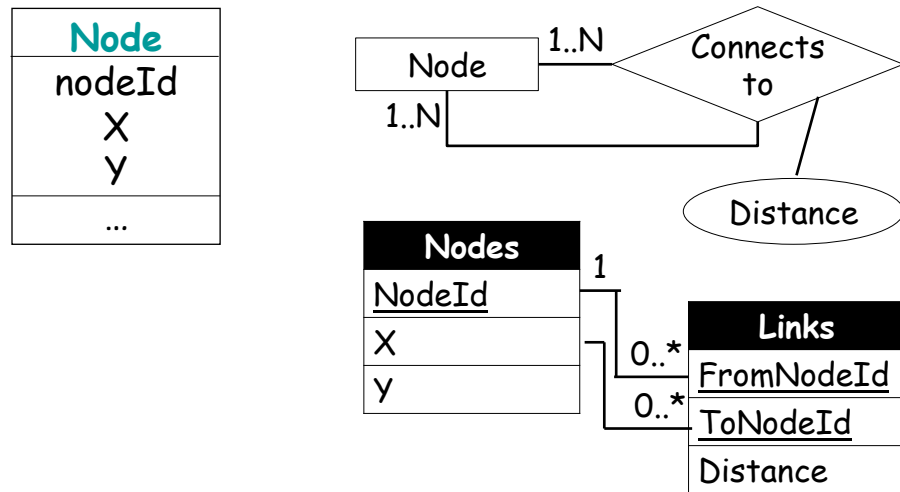 Node
nodeId
X
Y
...
1..N
Connects
to
Node
1..N
Distance
Nodes
NodeId
X
Y
1
0..*
0..*
Links
FromNodeId
ToNodeId
Distance